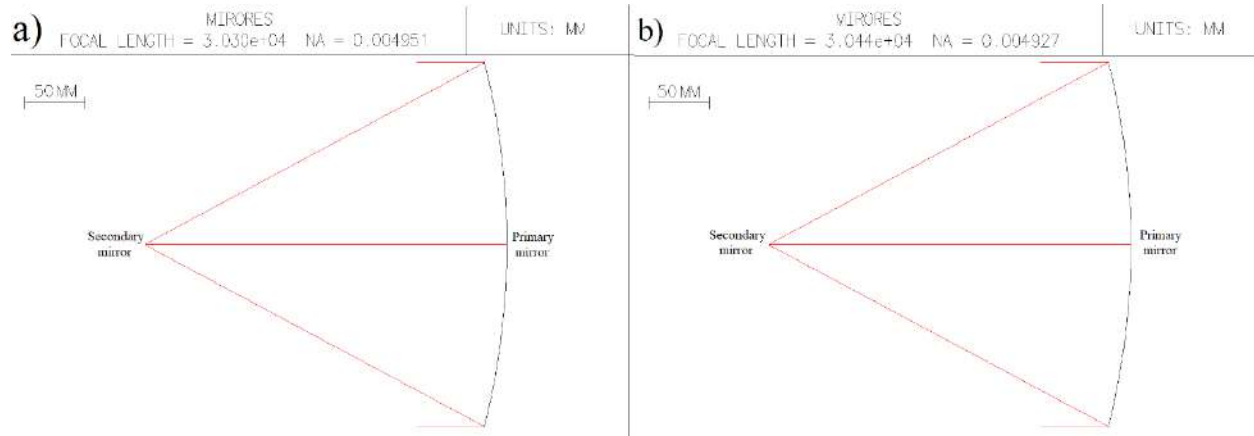 a)
MIRORES
FOCAL LENGTH = 3.030e+04 NA = 0.004951
UNITS: MM
50 MM
Secondary
mirror
Primary
mirror
b)
MIRORES
FOCAL LENGTH = 3.044e+04 NA = 0.004927
UNITS: MM
50 MM
Secondary
mirror
Primary
mirror